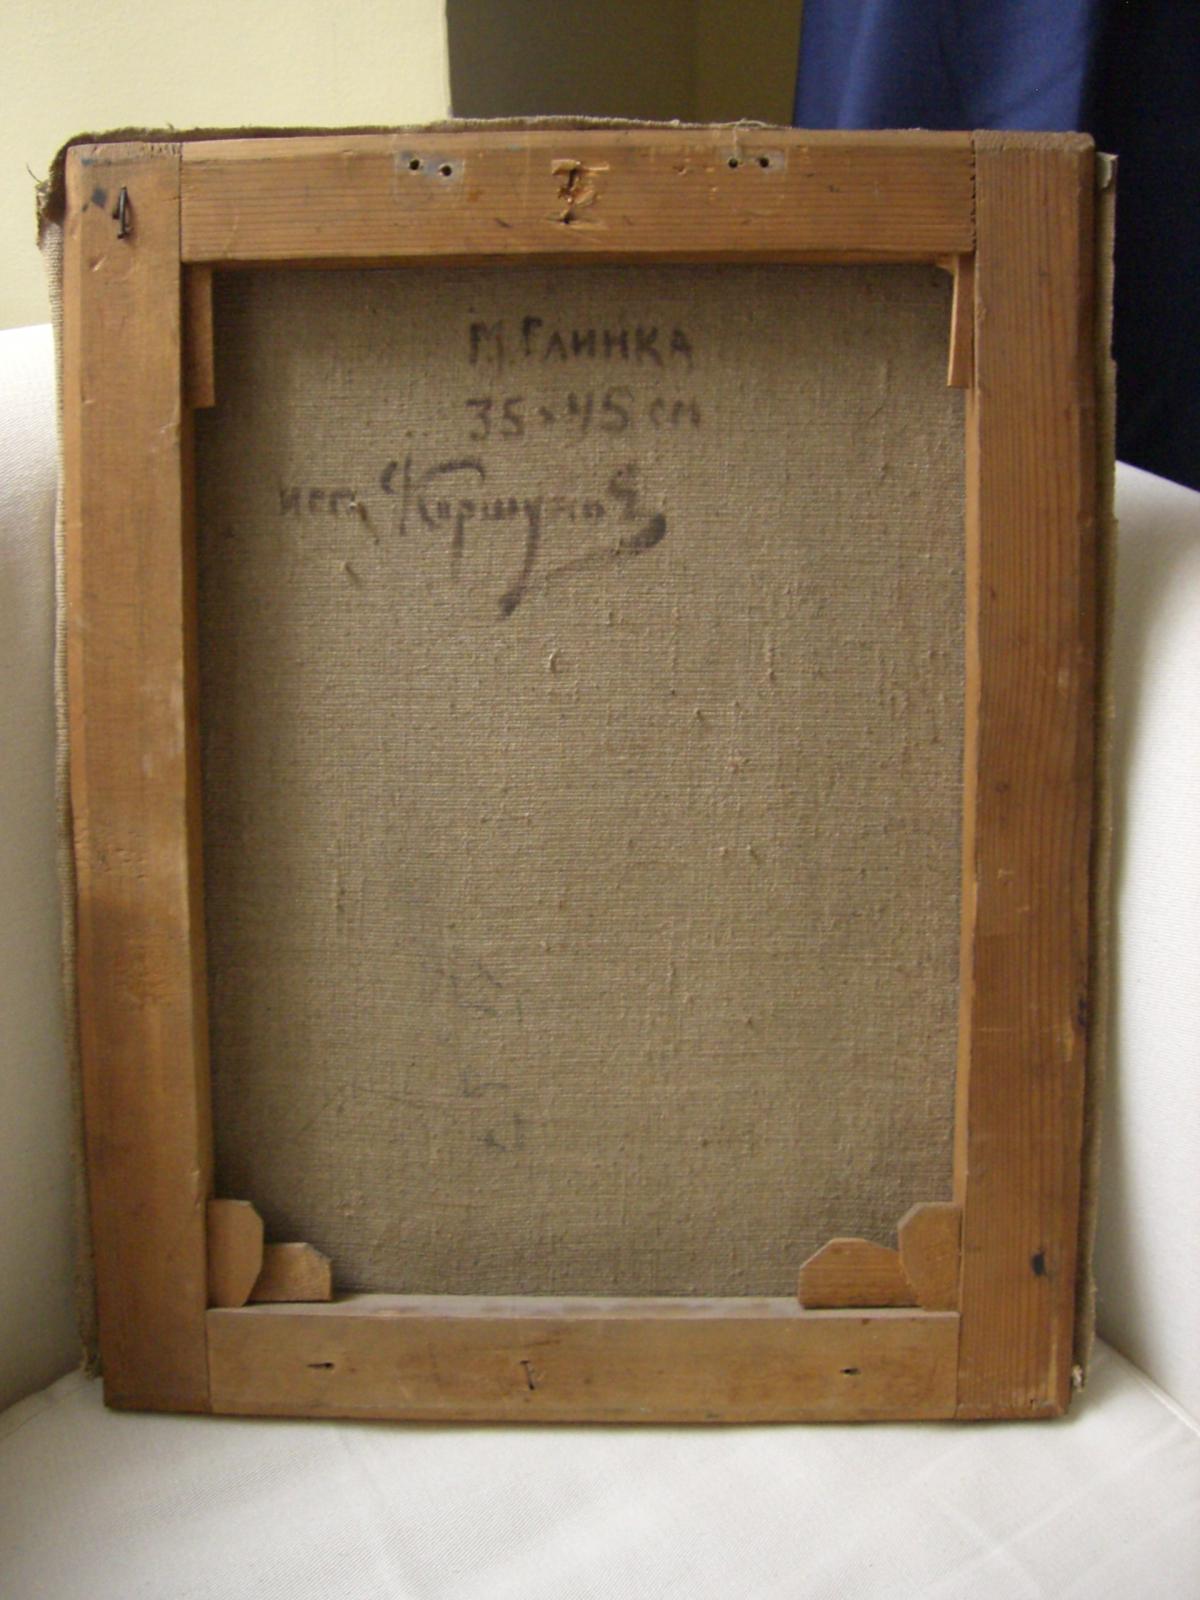 М. ГЛИНКА
35 × 45 см
исп. Коршунов